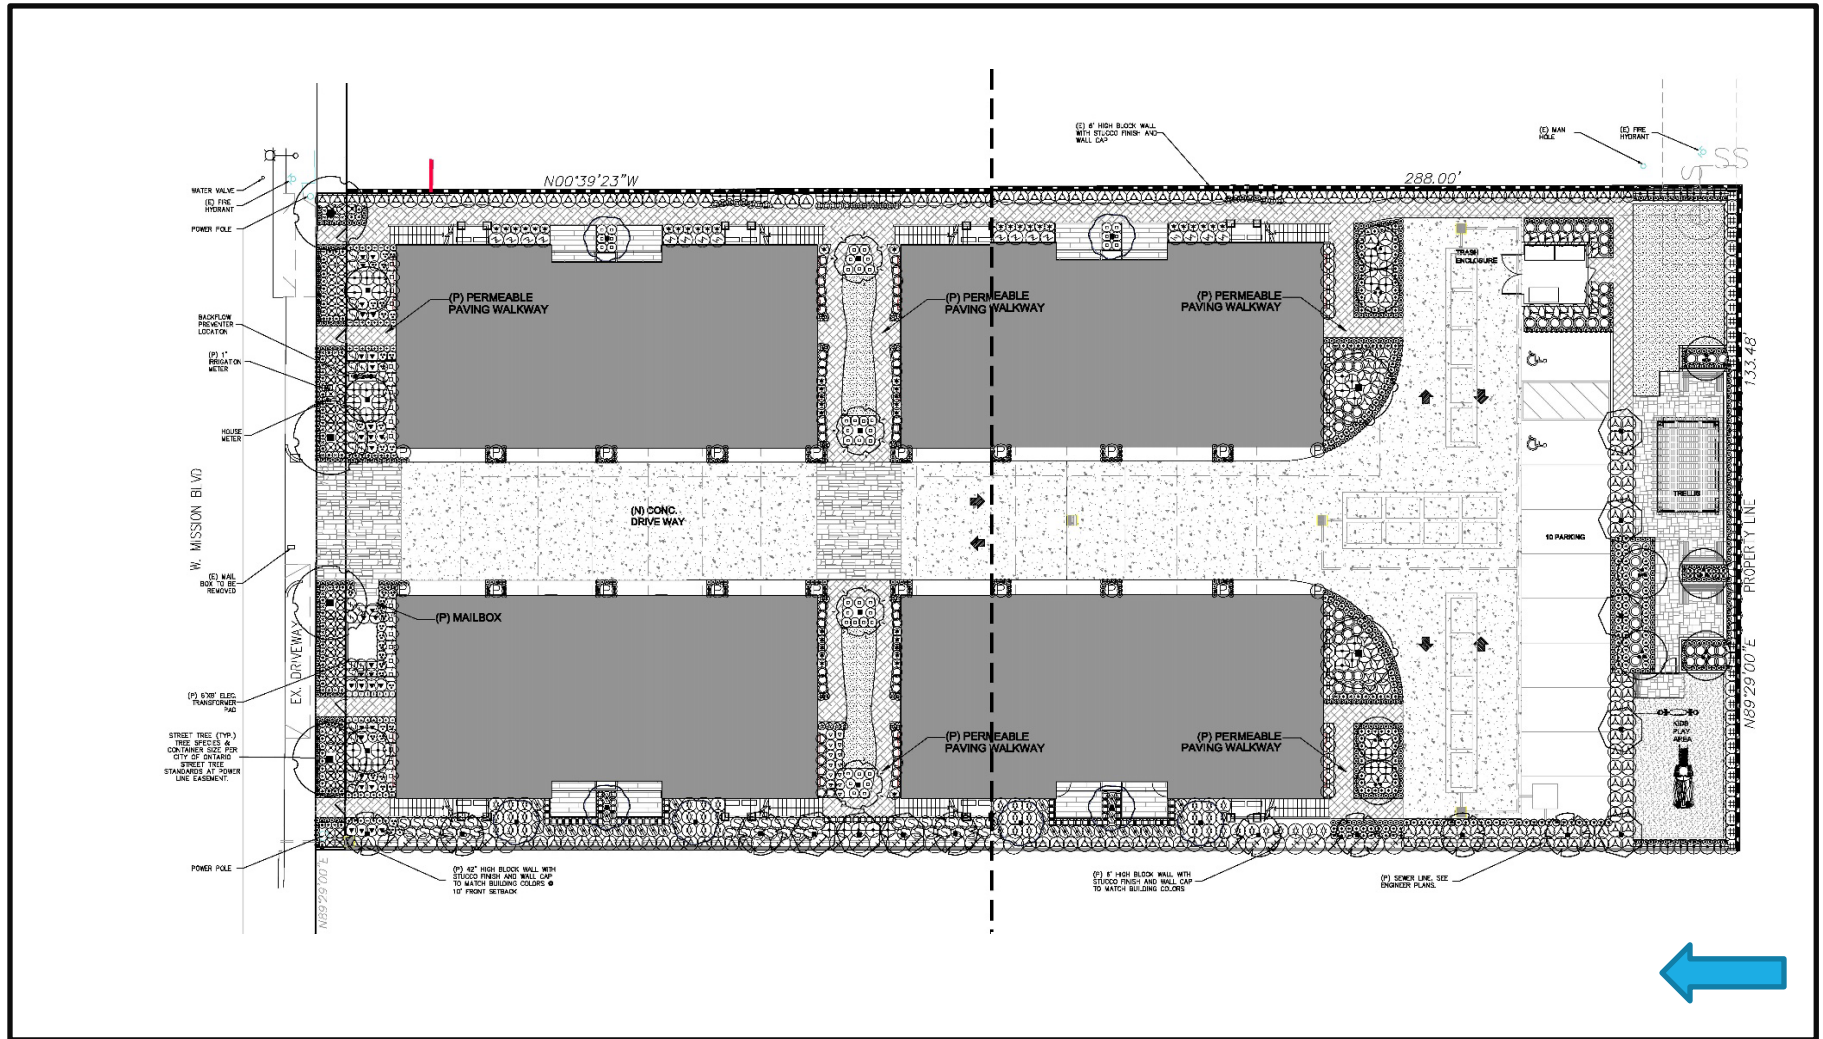 (E) 6' HIGH BLOCK WALL
WITH STUCCO FINISH AND
WALL CAP
(E) MAN
HOLE
(E) FIRE
HYDRANT
SS
S
N00°39'23"W
288.00'
WATER VALVE
(E) FIRE
HYDRANT
POWER POLE
TRASH
ENCLOSURE
(P) PERMEABLE
PAVING WALKWAY
(P) PERMEABLE
PAVING WALKWAY
(P) PERMEABLE
PAVING WALKWAY
BACKFLOW
PREVENTER
LOCATION
(P) 1"
IRRIGATION
METER
HOUSE
METER
133.48'
P P P P P P P
W. MISSION BLVD
(N) CONC.
DRIVE WAY
TRELLIS
10 PARKING
PROPERTY LINE
(E) MAIL
BOX TO BE
REMOVED
P P P P P P P
(P) MAILBOX
EX. DRIVEWAY
(P) 6'X8' ELEC.
TRANSFORMER
PAD
N89°29'00"E
KIDS
PLAY
AREA
STREET TREE (TYP.)
TREE SPECIES &
CONTAINER SIZE PER
CITY OF ONTARIO
STREET TREE
STANDARDS AT POWER
LINE EASEMENT.
(P) PERMEABLE
PAVING WALKWAY
(P) PERMEABLE
PAVING WALKWAY
POWER POLE
N89°29'00"E
(P) 42" HIGH BLOCK WALL WITH
STUCCO FINISH AND WALL CAP
TO MATCH BUILDING COLORS @
10' FRONT SETBACK
(P) 6' HIGH BLOCK WALL WITH
STUCCO FINISH AND WALL CAP
TO MATCH BUILDING COLORS
(P) SEWER LINE, SEE
ENGINEER PLANS.